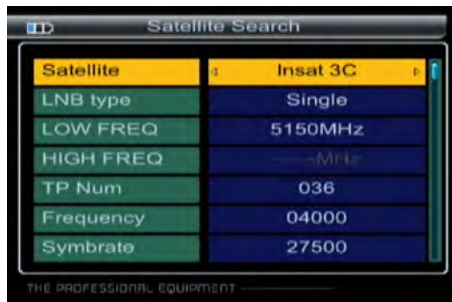 Satellite Search
Satellite Insat 3C
LNB type Single
LOW FREQ 5150MHz
HIGH FREQ -----MHz
TP Num 036
Frequency 04000
Symbrate 27500
THE PROFESSIONAL EQUIPMENT